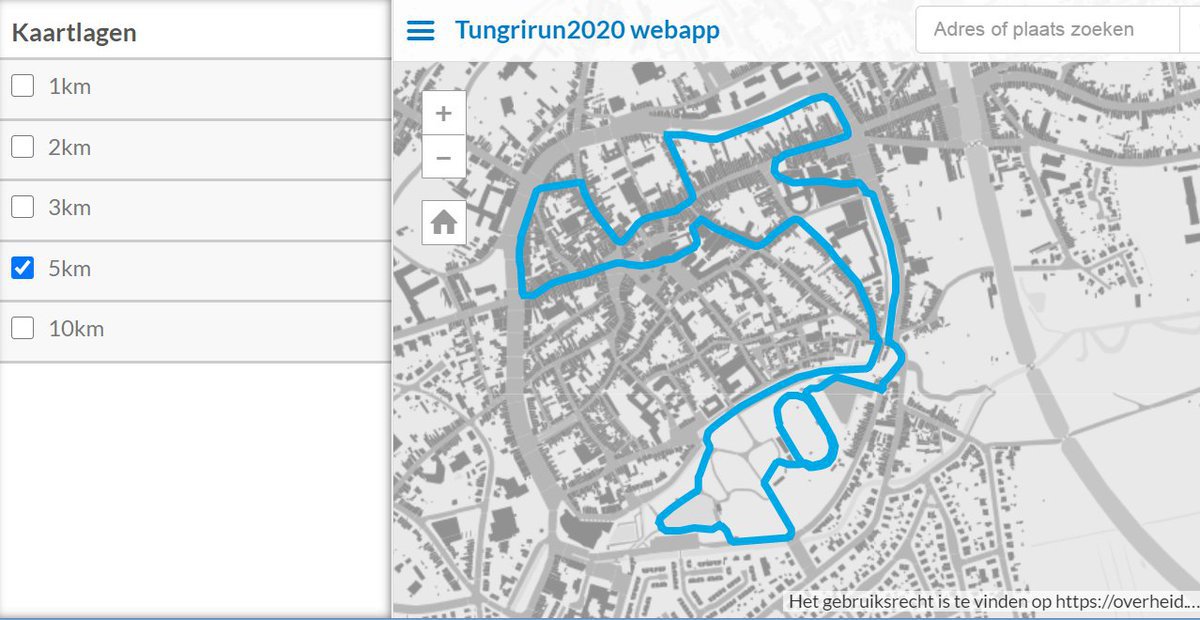 Kaartlagen
1km
2km
3km
5km
10km
Tungrirun2020 webapp
Adres of plaats zoeken
+
−
Het gebruiksrecht is te vinden op https://overheid....